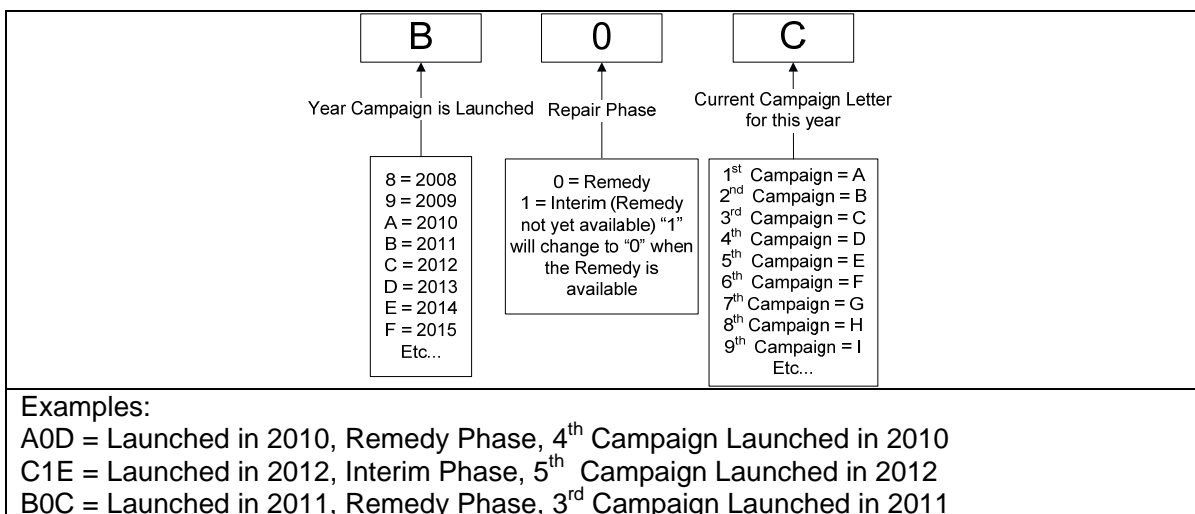 B 0 C
Year Campaign is Launched
Repair Phase
Current Campaign Letter
for this year
8 = 2008
9 = 2009
A = 2010
B = 2011
C = 2012
D = 2013
E = 2014
F = 2015
Etc...
0 = Remedy
1 = Interim (Remedy
not yet available) “1”
will change to “0” when
the Remedy is
available
1st Campaign = A
2nd Campaign = B
3rd Campaign = C
4th Campaign = D
5th Campaign = E
6th Campaign = F
7th Campaign = G
8th Campaign = H
9th Campaign = I
Etc...
Examples:
A0D = Launched in 2010, Remedy Phase, 4th Campaign Launched in 2010
C1E = Launched in 2012, Interim Phase, 5th Campaign Launched in 2012
B0C = Launched in 2011, Remedy Phase, 3rd Campaign Launched in 2011